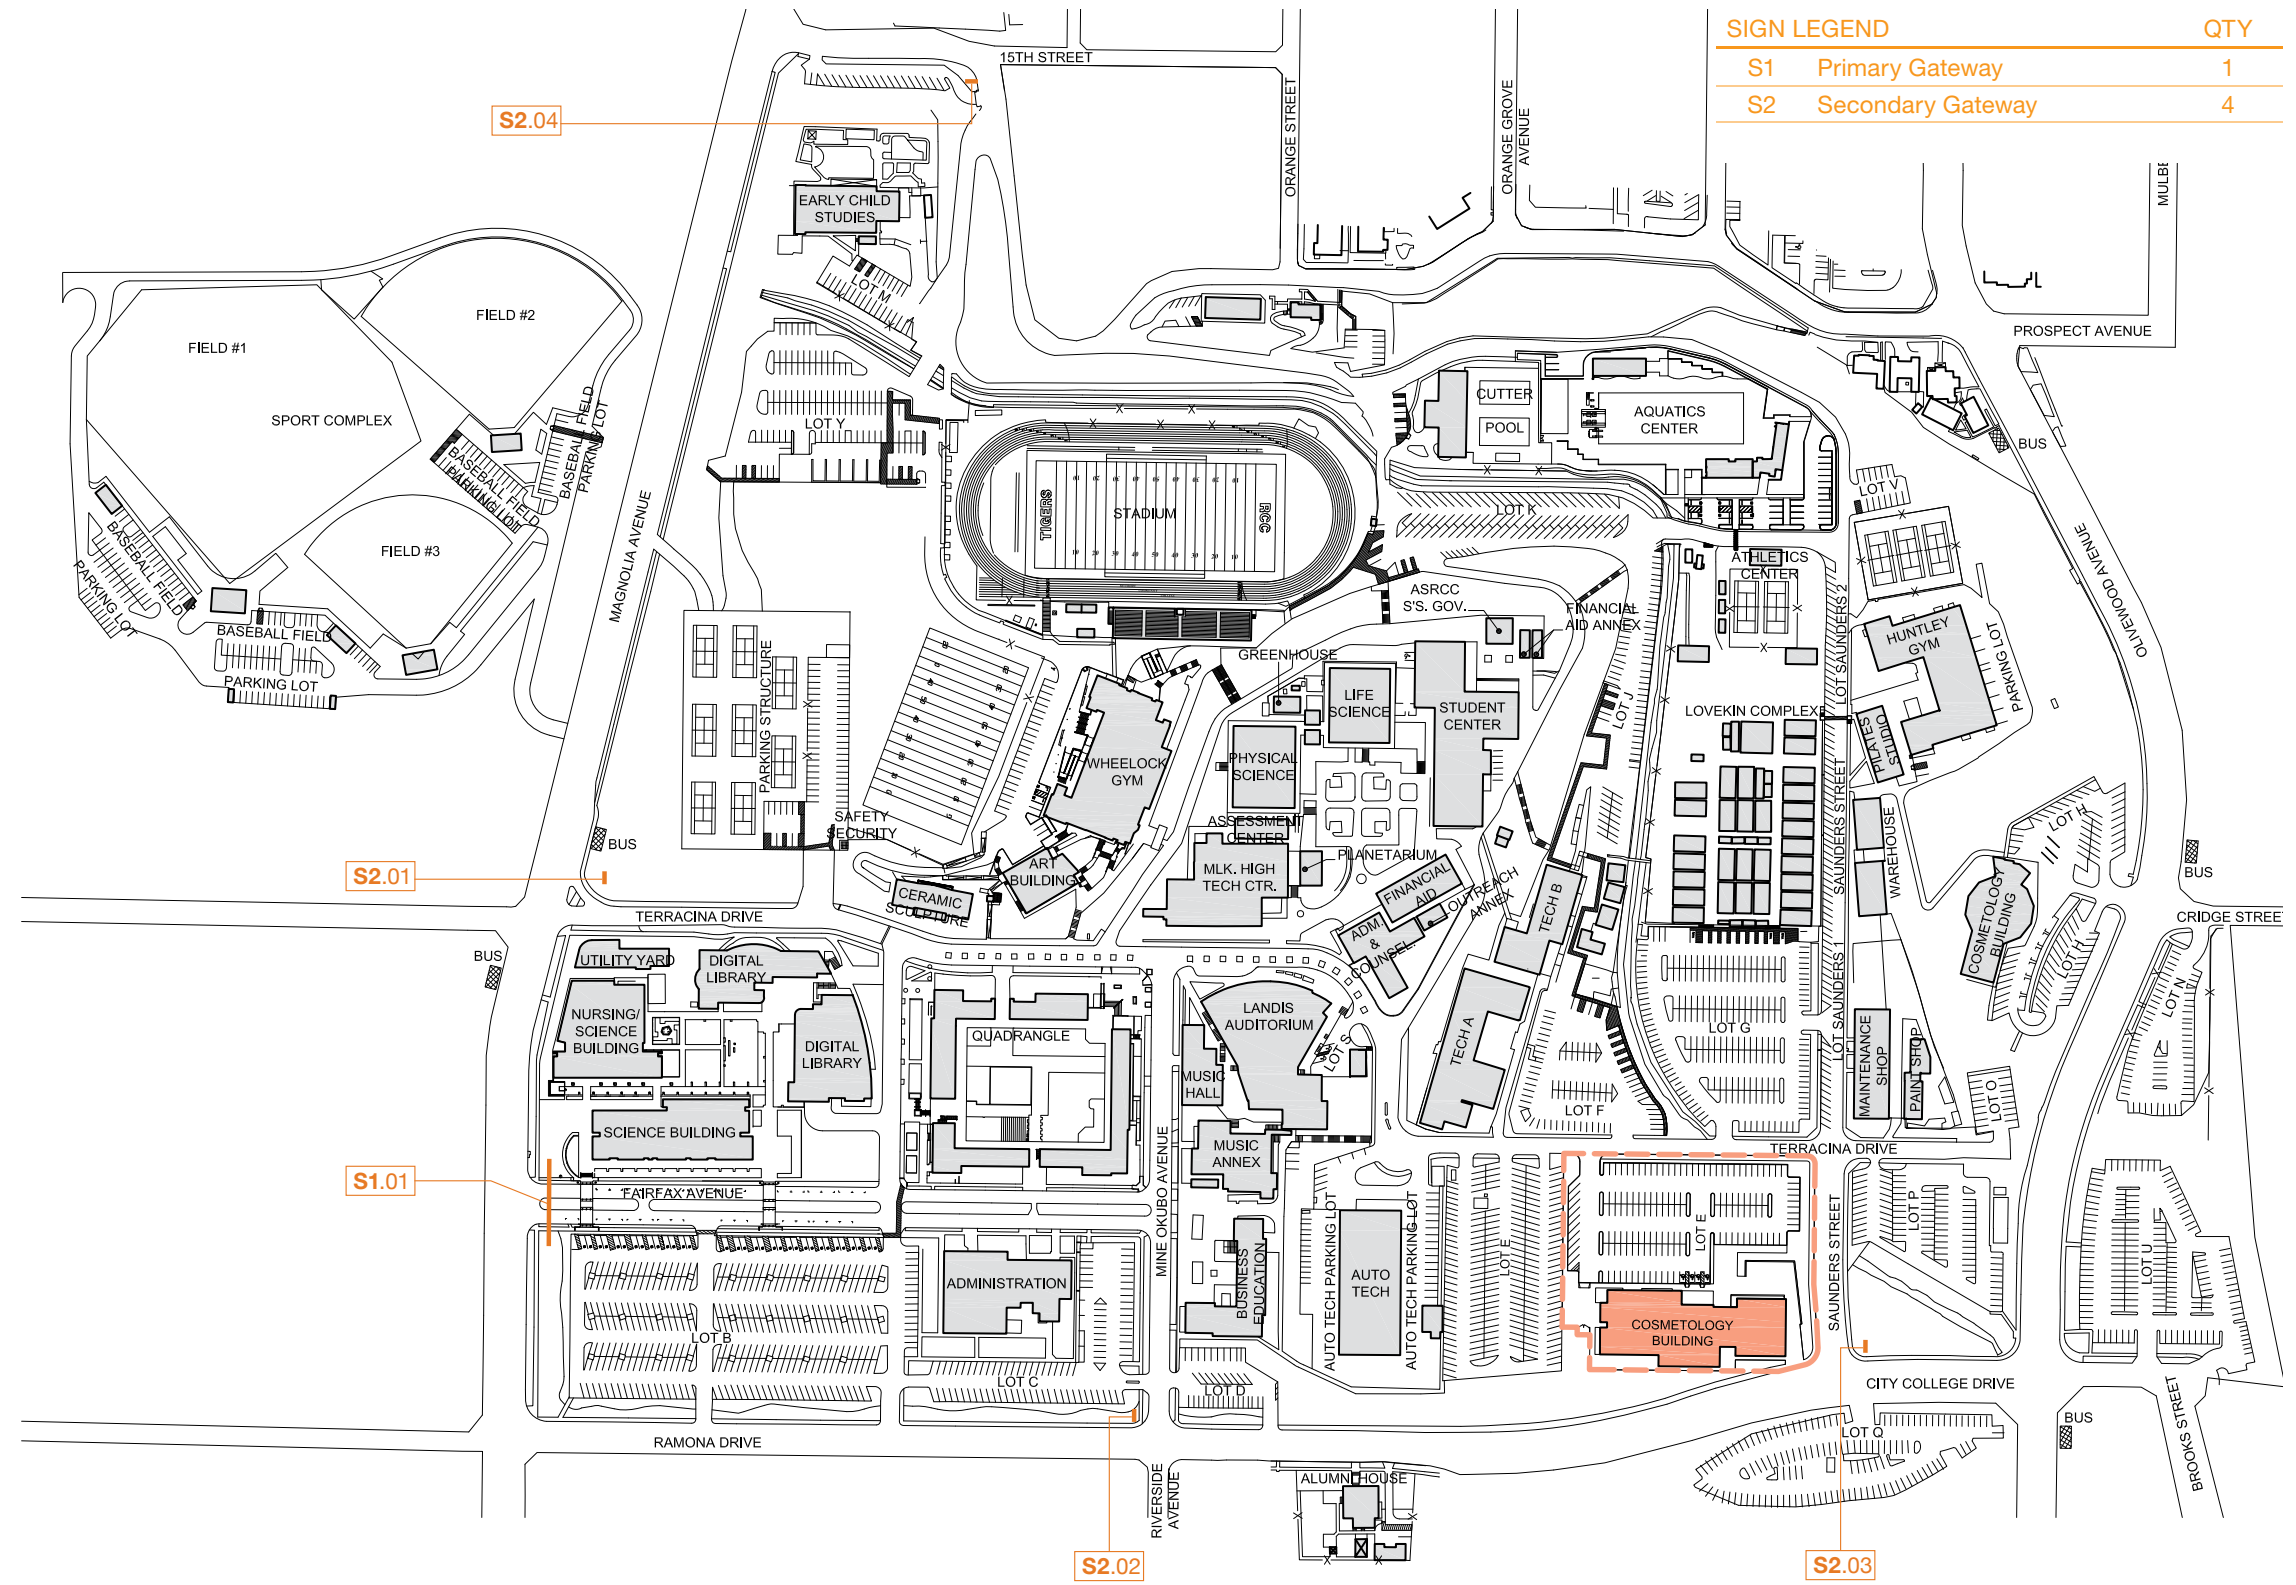 SIGN LEGEND QTY
S1 Primary Gateway 1
S2 Secondary Gateway 4
15TH STREET
S2.04
ORANGE STREET
ORANGE GROVE
AVENUE
EARLY CHILD
STUDIES
LOT M
FIELD #2
FIELD #1
SPORT COMPLEX
FIELD #3
PROSPECT AVENUE
BASEBALL FIELD
PARKING LOT
BASEBALL FIELD
PARKING LOT
BASEBALL FIELD
PARKING LOT
BASEBALL FIELD
PARKING LOT
MAGNOLIA AVENUE
LOT Y
CUTTER
POOL
AQUATICS
CENTER
BUS
LOT V
LOT K
TIGERS
STADIUM
RCC
OLIVEWOOD AVENUE
ATHLETICS
CENTER
ASRCC
S'S. GOV.
FINANCIAL
AID ANNEX
LOT SAUNDERS 2
HUNTLEY
GYM
PARKING LOT
GREENHOUSE
LIFE
SCIENCE
STUDENT
CENTER
LOT J
LOVEKIN COMPLEX
PILATES
STUDIO
PARKING STRUCTURE
WHEELOCK
GYM
PHYSICAL
SCIENCE
SAUNDERS STREET
WAREHOUSE
LOT H
SAFETY
SECURITY
BUS
ASSESSMENT
CENTER
PLANETARIUM
MLK. HIGH
TECH CTR.
ART
BUILDING
CERAMIC
SCULPTURE
FINANCIAL
AID
OUTREACH
ANNEX
ADM.
&
COUNSEL.
TECH B
COSMETOLOGY
BUILDING
BUS
S2.01
TERRACINA DRIVE
CRIDGE STREET
BUS
UTILITY YARD
DIGITAL
LIBRARY
LOT H
LOT N
NURSING/
SCIENCE
BUILDING
DIGITAL
LIBRARY
QUADRANGLE
LANDIS
AUDITORIUM
LOT S
TECH A
LOT G
LOT SAUNDERS 1
MAINTENANCE
SHOP
PAINT SHOP
LOT O
MUSIC
HALL
LOT F
SCIENCE BUILDING
MUSIC
ANNEX
TERRACINA DRIVE
S1.01
FAIRFAX AVENUE
MINE OKUBO AVENUE
AUTO TECH PARKING LOT
AUTO TECH PARKING LOT
LOT E
LOT E
SAUNDERS STREET
LOT P
LOT U
ADMINISTRATION
BUSINESS
EDUCATION
AUTO
TECH
COSMETOLOGY
BUILDING
LOT B
LOT C
LOT D
CITY COLLEGE DRIVE
BUS
LOT Q
BROOKS STREET
RAMONA DRIVE
RIVERSIDE
AVENUE
ALUMNI HOUSE
S2.02
S2.03